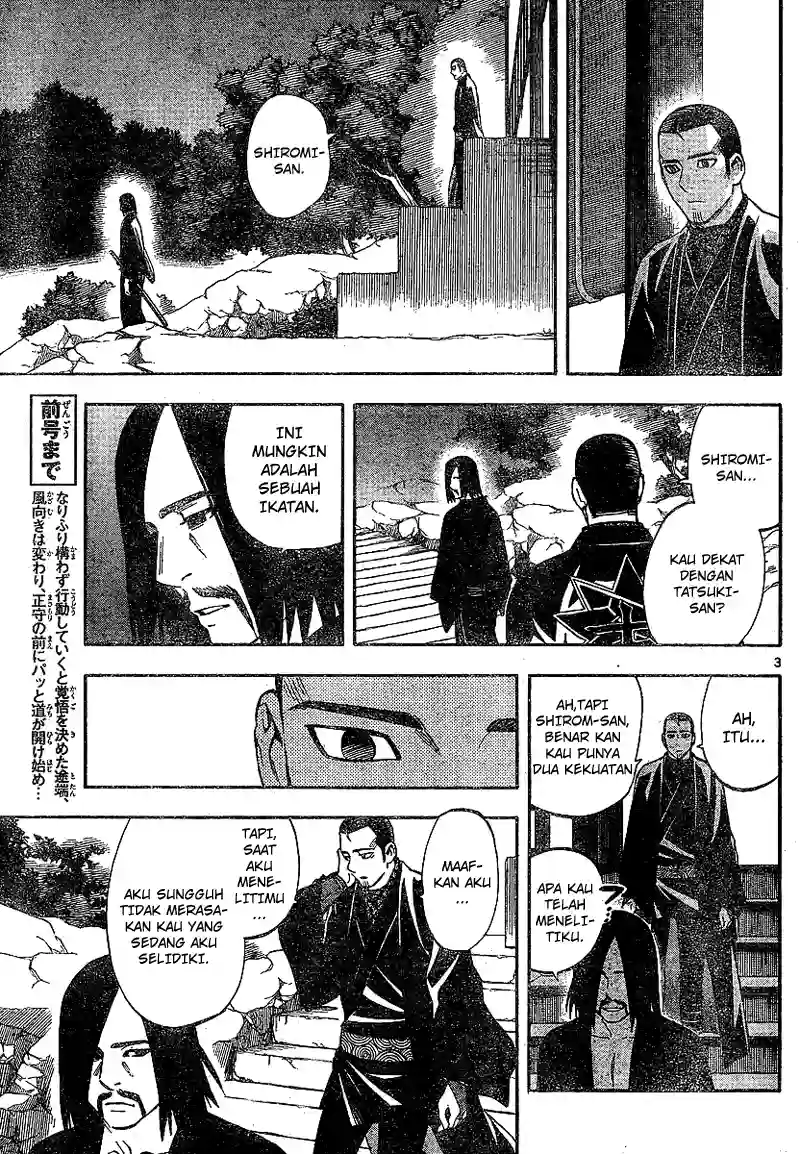 SHIROMI-
SAN.
SHIROMI-
SAN...
KAU DEKAT
DENGAN
TATSUKI-
SAN?
INI
MUNGKIN
ADALAH
SEBUAH
IKATAN.
前号まで
なりふり構わず行動していくと覚悟を決めた途端、
風向きは変わり、正守の前にパッと道が開け始め…
3
AH,
ITU...
AH,TAPI
SHIROM-SAN,
BENAR KAN
KAU PUNYA
DUA KEKUATAN
APA KAU
TELAH
MENELI-
TIKU.
MAAF-
KAN AKU
...
TAPI,
SAAT
AKU
MENE-
LITIMU
...
AKU SUNGGUH
TIDAK MERASA-
KAN KAU YANG
SEDANG AKU
SELIDIKI.